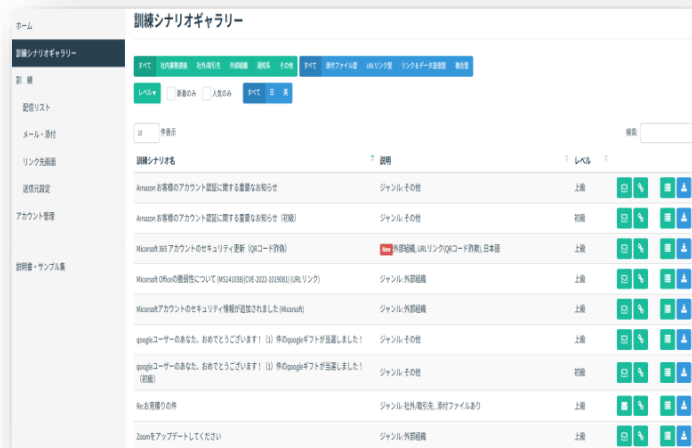 ホーム
訓練シナリオギャラリー
訓練シナリオギャラリー
訓 練
配信リスト
メール・添付
リンク先画面
送信元設定
アカウント管理
説明書・サンプル集
すべて 社内業務連絡 社外/取引先 外部組織 通知系 その他 すべて 添付ファイル型 URLリンク型 リンク&データ送信型 複合型
レベル 新着のみ 人気のみ すべて 日 英
10 件表示 検索:
訓練シナリオ名 説明 レベル
Amazon お客様のアカウント認証に関する重要なお知らせ ジャンル:その他 上級
Amazon お客様のアカウント認証に関する重要なお知らせ（初級） ジャンル:その他 初級
Micorsoft 365 アカウントのセキュリティ更新（QRコード詐偽） New 外部組織, URLリンク(QRコード詐欺), 日本語 上級
Micorsoft Officeの脆弱性について (MS141038)(CVE-2022-1019081) (URLリンク) ジャンル:外部組織 上級
Micorsoftアカウントのセキュリティ情報が追加されました (Micorsoft) ジャンル:外部組織 上級
qoogleユーザーのあなた、おめでとうございます！（1）件のqoogleギフトが当選しました！ ジャンル:その他 上級
qoogleユーザーのあなた、おめでとうございます！（1）件のqoogleギフトが当選しました！（初級） ジャンル:その他 初級
Re:お見積りの件 ジャンル:社外/取引先, 添付ファイルあり 上級
Zoomをアップデートしてください ジャンル:外部組織 上級